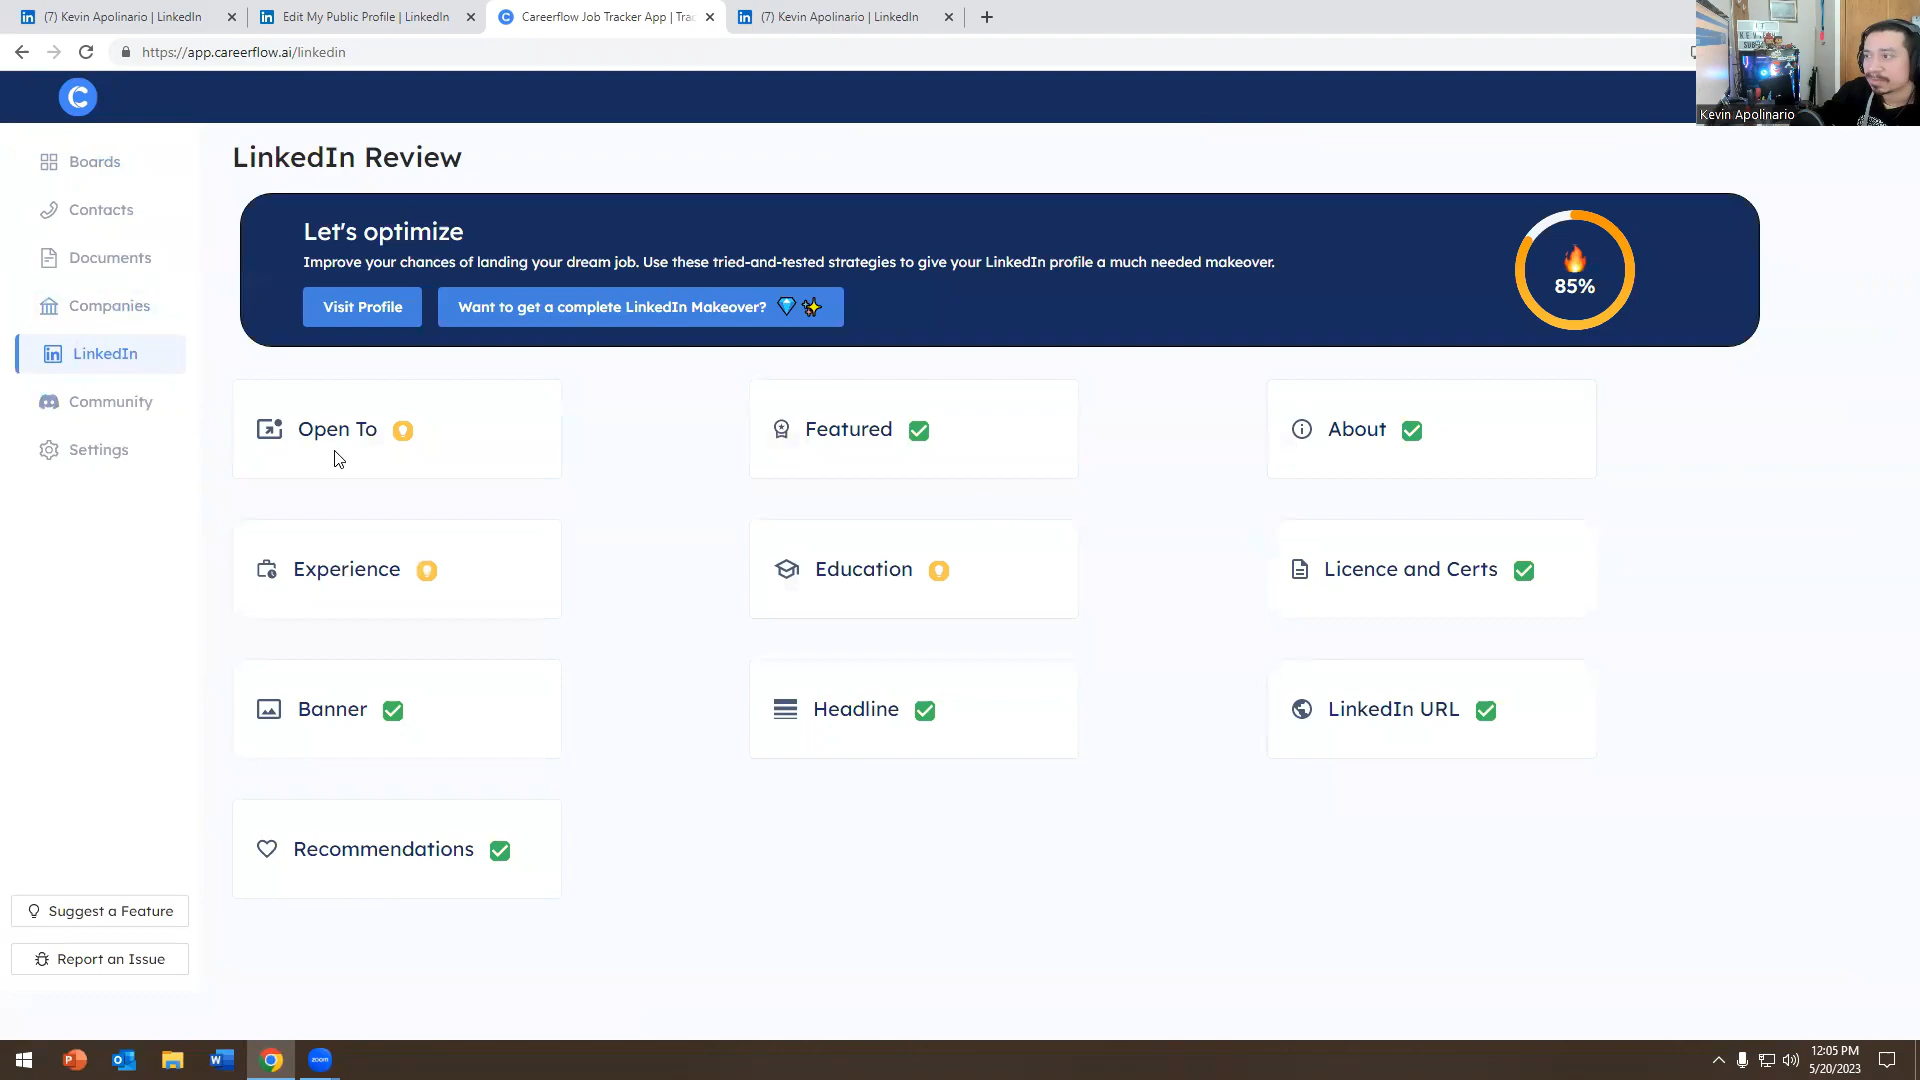 (7) Kevin Apolinario | LinkedIn
Edit My Public Profile | LinkedIn
Careerflow Job Tracker App | Trac
(7) Kevin Apolinario | LinkedIn
https://app.careerflow.ai/linkedin
Kevin Apolinario
C
Boards
Contacts
Documents
Companies
LinkedIn
Community
Settings
Suggest a Feature
Report an Issue
LinkedIn Review
Let's optimize
Improve your chances of landing your dream job. Use these tried-and-tested strategies to give your LinkedIn profile a much needed makeover.
Visit Profile
Want to get a complete LinkedIn Makeover?
85%
Open To
Featured
About
Experience
Education
Licence and Certs
Banner
Headline
LinkedIn URL
Recommendations
zoom
12:05 PM
5/20/2023